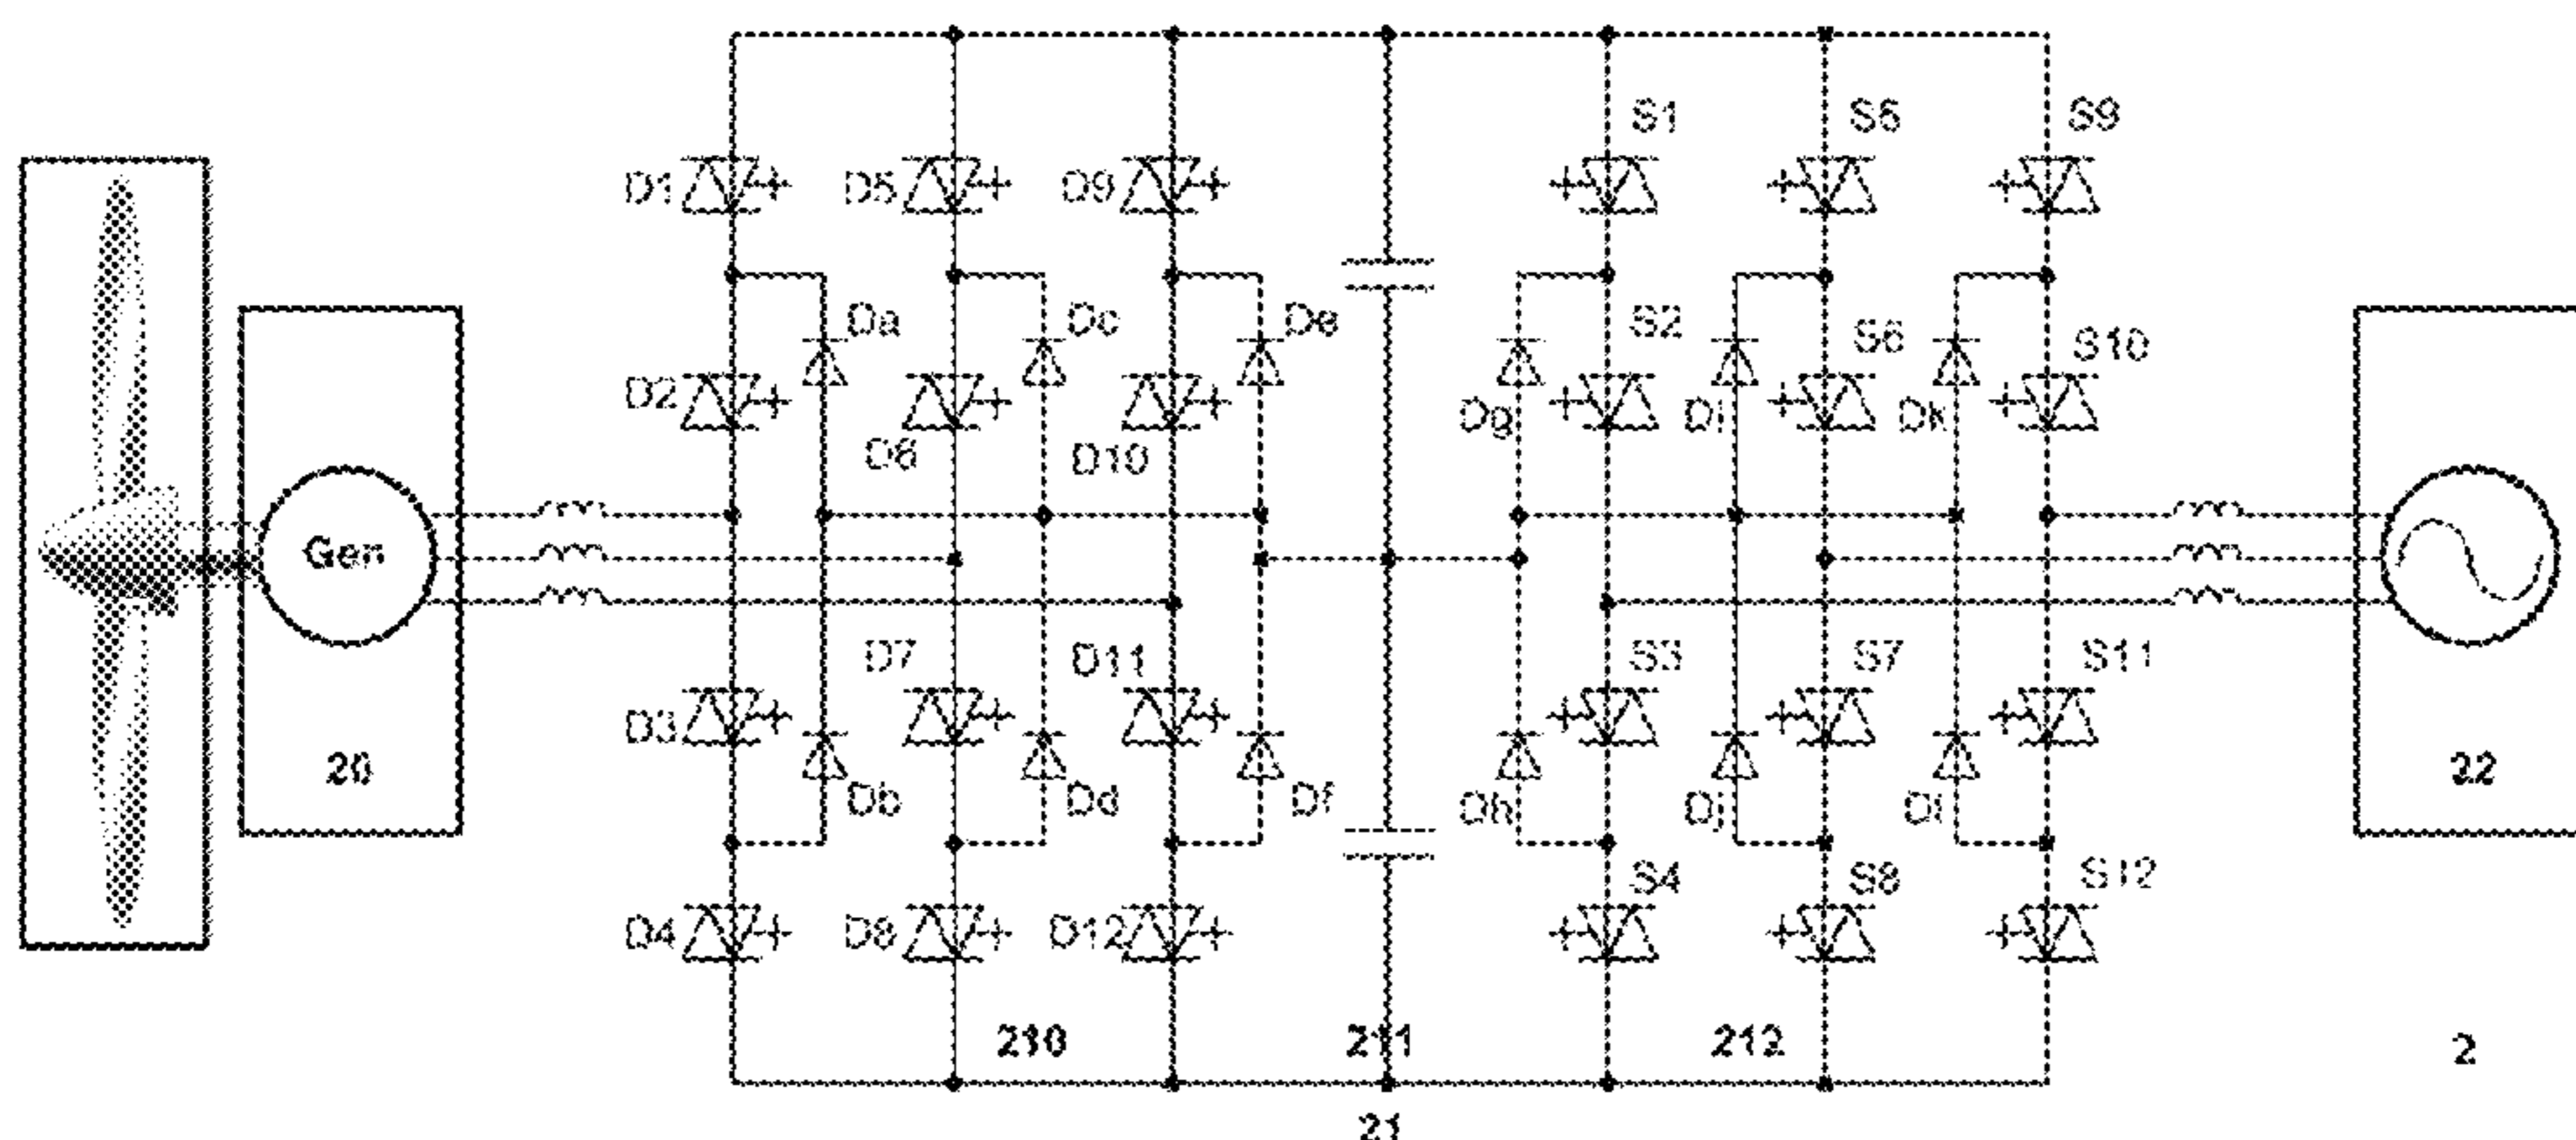 S1 S5 S9
D1 D5 D9
Da Dc De S2 S6 S10
D2 Dg Di Dk
D6 D10
Gen
D7 D11 S3 S7 S11
D3
20 22
Db Dd Df Dh Dj Dl
S4 S8 S12
D4 D8 D12
210 211 212 2
21